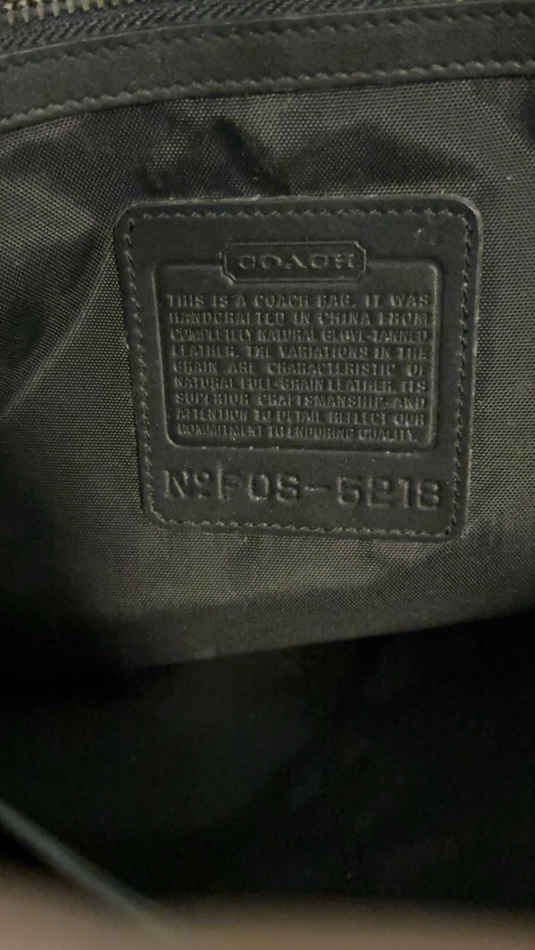 COACH
THIS IS A COACH BAG. IT WAS
HANDCRAFTED IN CHINA FROM
COMPLETELY NATURAL GLOVE-TANNED
LEATHER. THE VARIATIONS IN THE
GRAIN ARE CHARACTERISTIC OF
NATURAL FULL-GRAIN LEATHER. ITS
SUPERIOR CRAFTSMANSHIP AND
ATTENTION TO DETAIL REFLECT OUR
COMMITMENT TO ENDURING QUALITY.
Nº F0S-5218